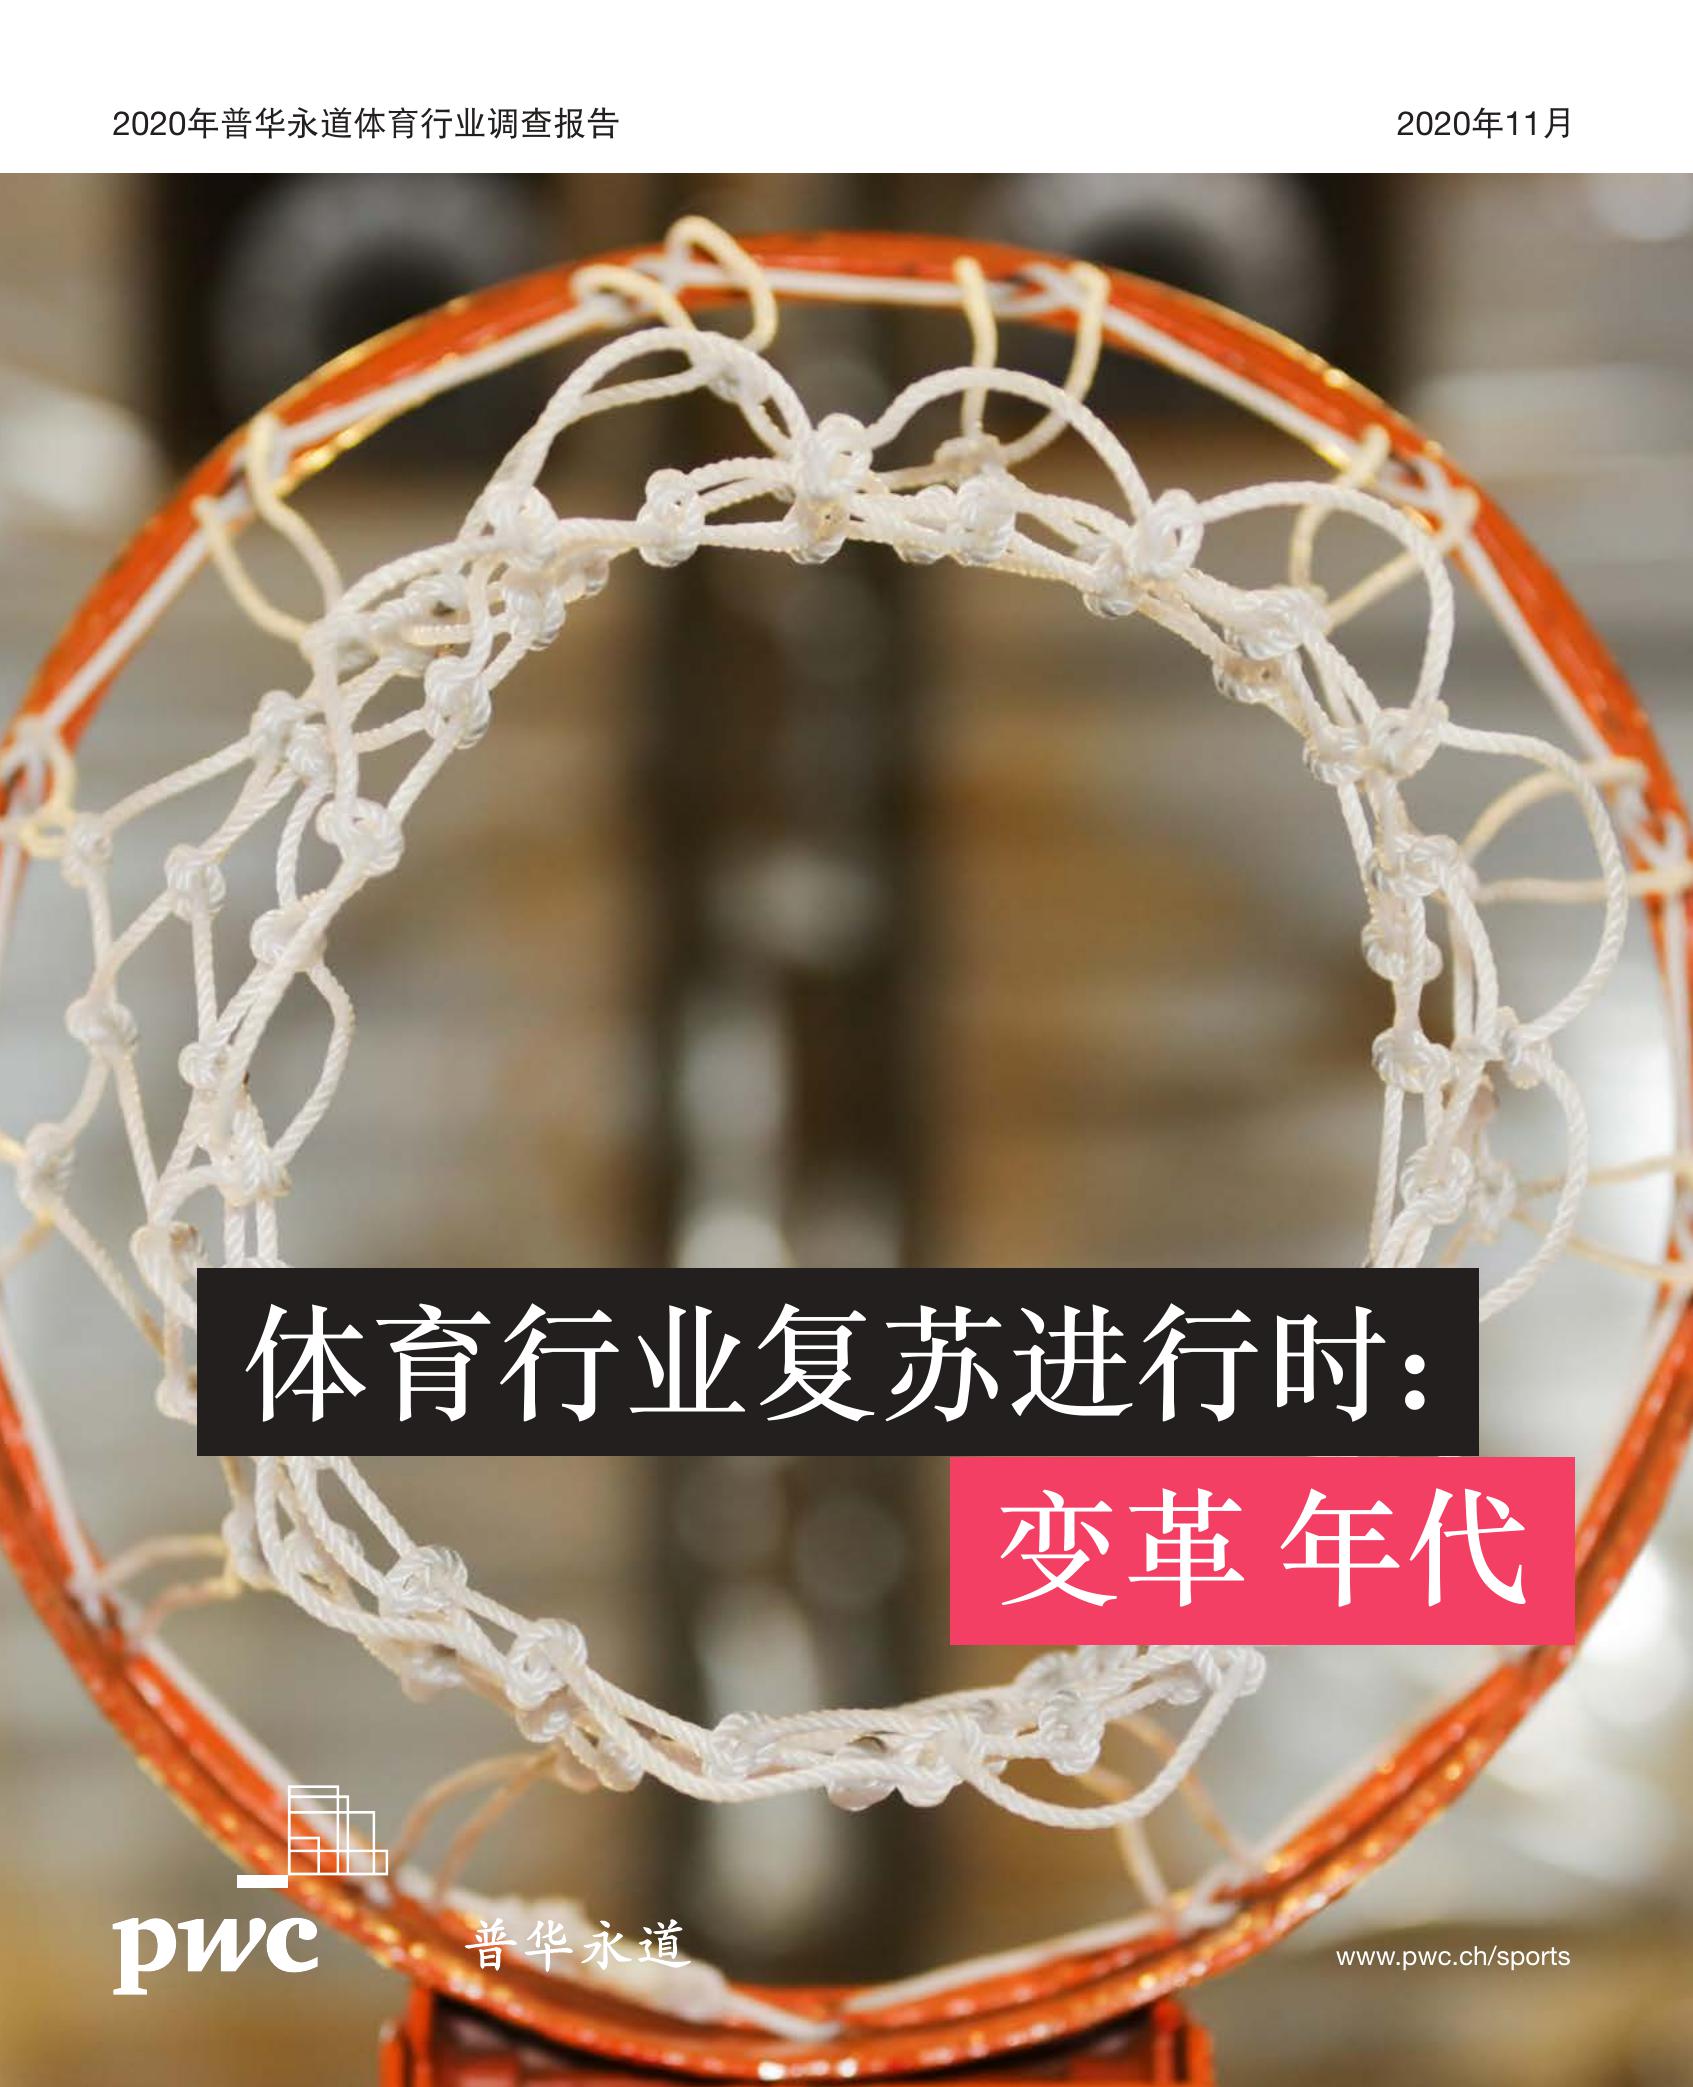 2020年普华永道体育行业调查报告
2020年11月
体育行业复苏进行时：
变革 年代
pwc
普华永道
www.pwc.ch/sports